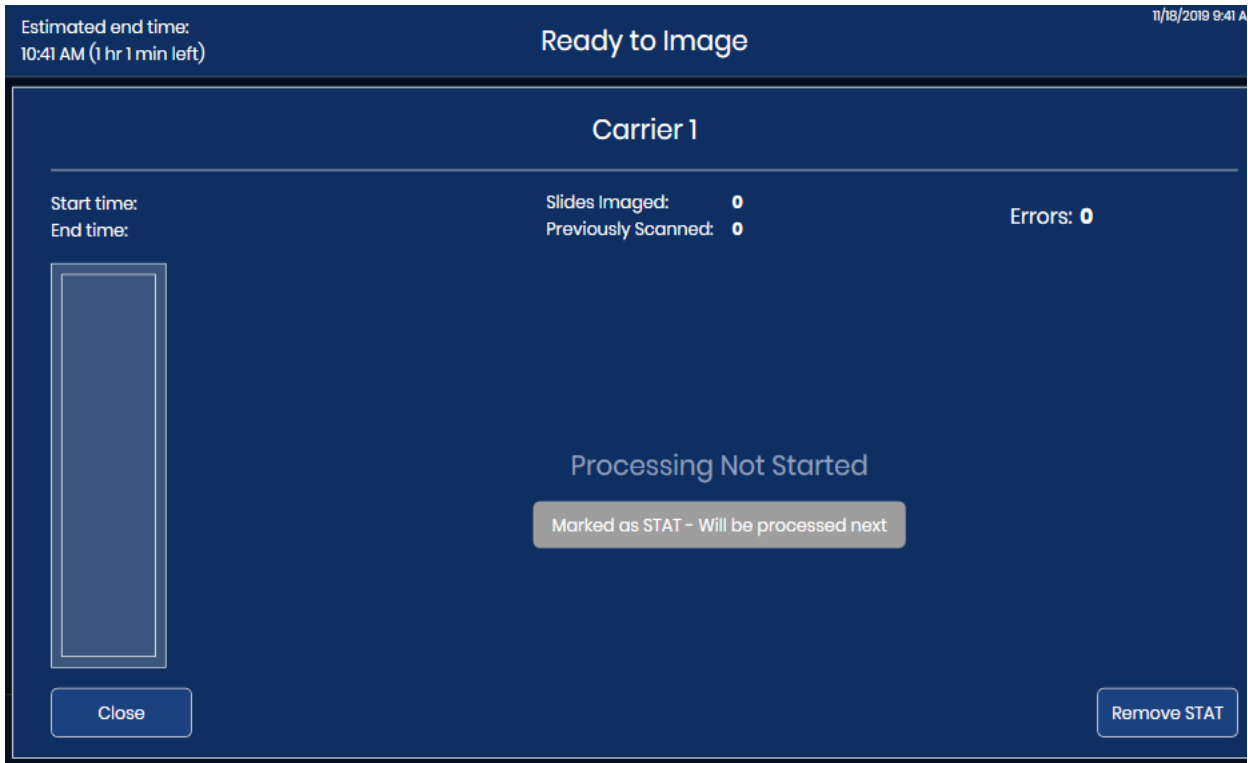 Estimated end time:
10:41 AM (1 hr 1 min left)
Ready to Image
11/18/2019 9:41 A
Carrier 1
Start time:
End time:
Slides Imaged: 0
Previously Scanned: 0
Errors: 0
Processing Not Started
Marked as STAT - Will be processed next
Close
Remove STAT